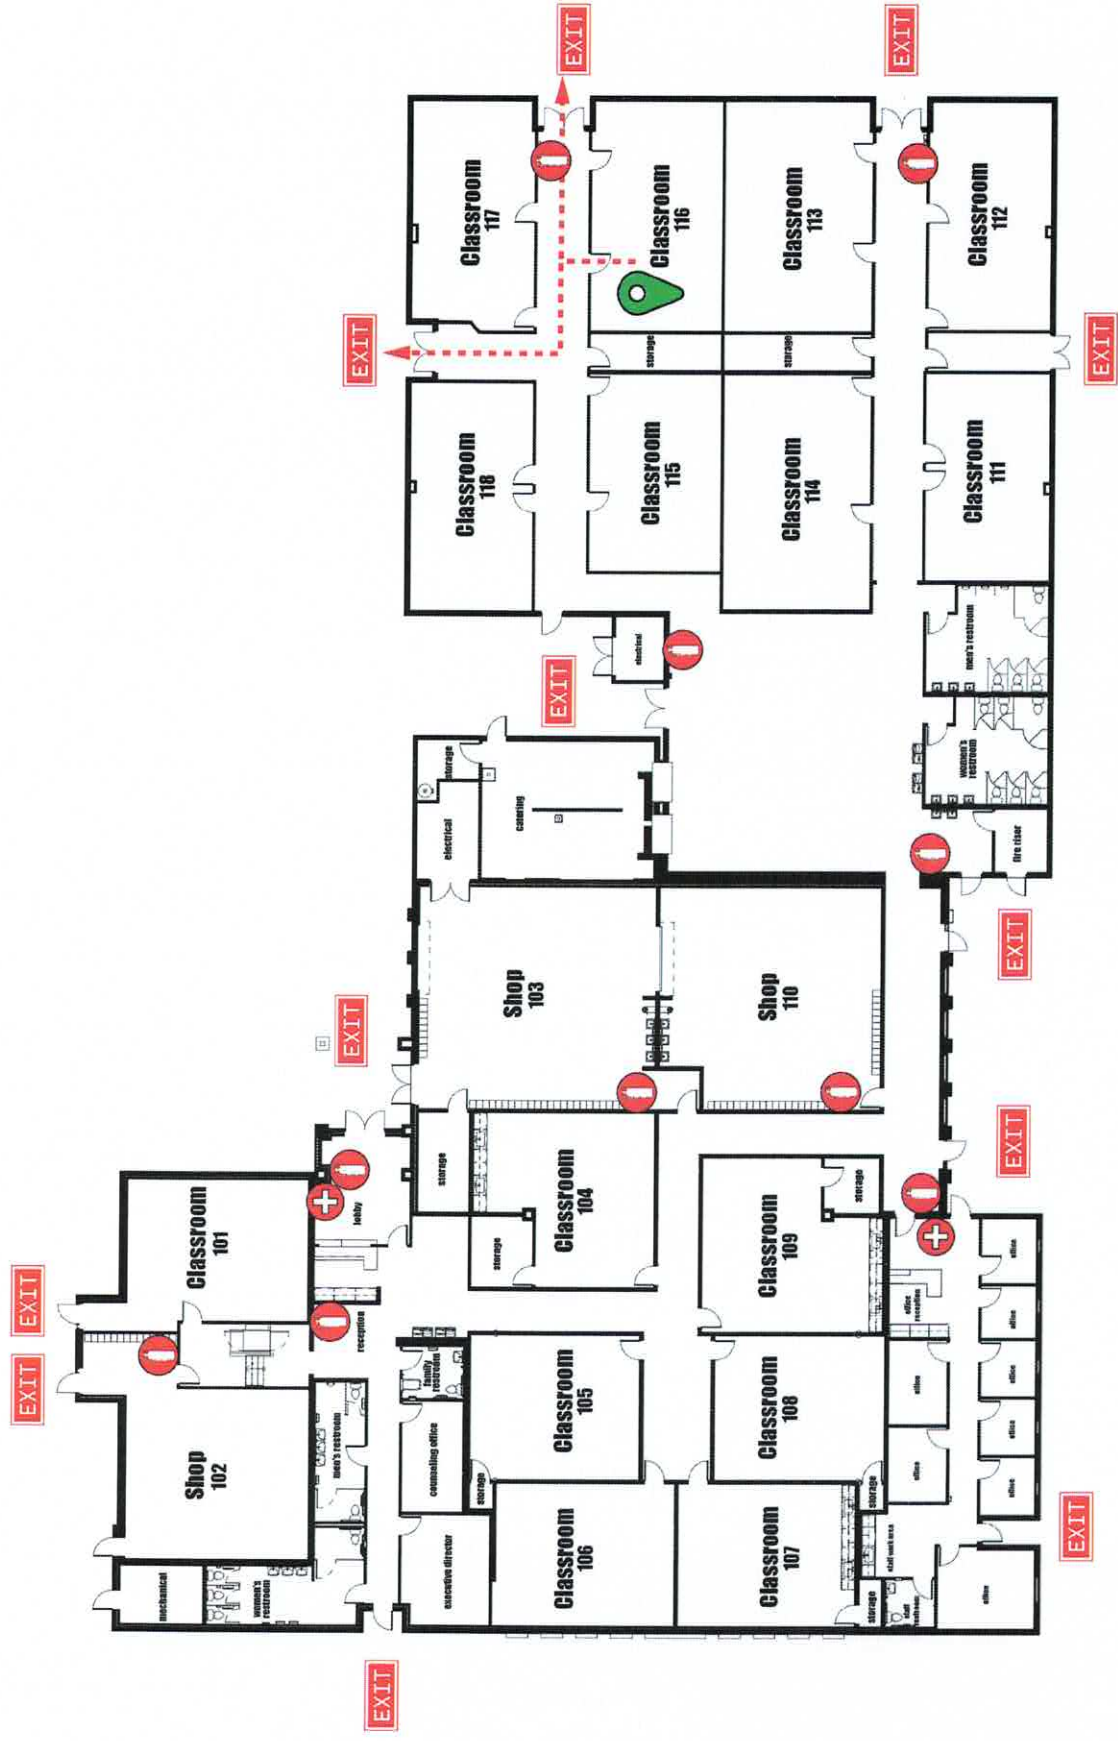 EXIT
EXIT
Classroom
117
Classroom
116
Classroom
113
Classroom
112
EXIT
storage
storage
EXIT
Classroom
118
Classroom
115
Classroom
114
Classroom
111
men's restroom
electrical
EXIT
storage
women's
restroom
catering
electrical
fire riser
EXIT
Shop
103
Shop
110
EXIT
EXIT
Classroom
101
lobby
storage
Classroom
104
storage
storage
Classroom
109
office
EXIT
EXIT
reception
office
reception
office
family
restroom
Classroom
105
Classroom
108
office
office
Shop
102
men's restroom
counseling office
storage
storage
office
office
office
EXIT
mechanical
women's
restroom
executive director
Classroom
106
Classroom
107
staff work area
storage
staff
restroom
office
EXIT